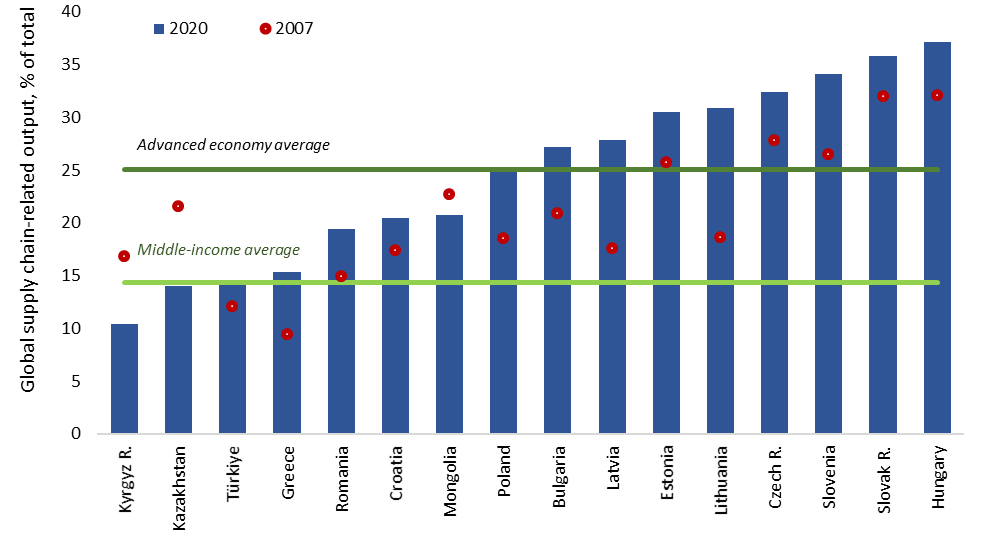 Global supply chain-related output, % of total
40
35
30
25
20
15
10
5
0
2020
2007
Advanced economy average
Middle-income average
Kyrgyz R.
Kazakhstan
Türkiye
Greece
Romania
Croatia
Mongolia
Poland
Bulgaria
Latvia
Estonia
Lithuania
Czech R.
Slovenia
Slovak R.
Hungary